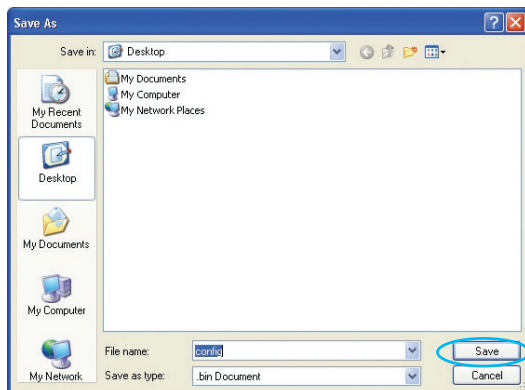 Save As
Save in:
Desktop
My Recent
Documents
Desktop
My Documents
My Computer
My Network
My Documents
My Computer
My Network Places
File name:
config
Save
Save as type:
.bin Document
Cancel